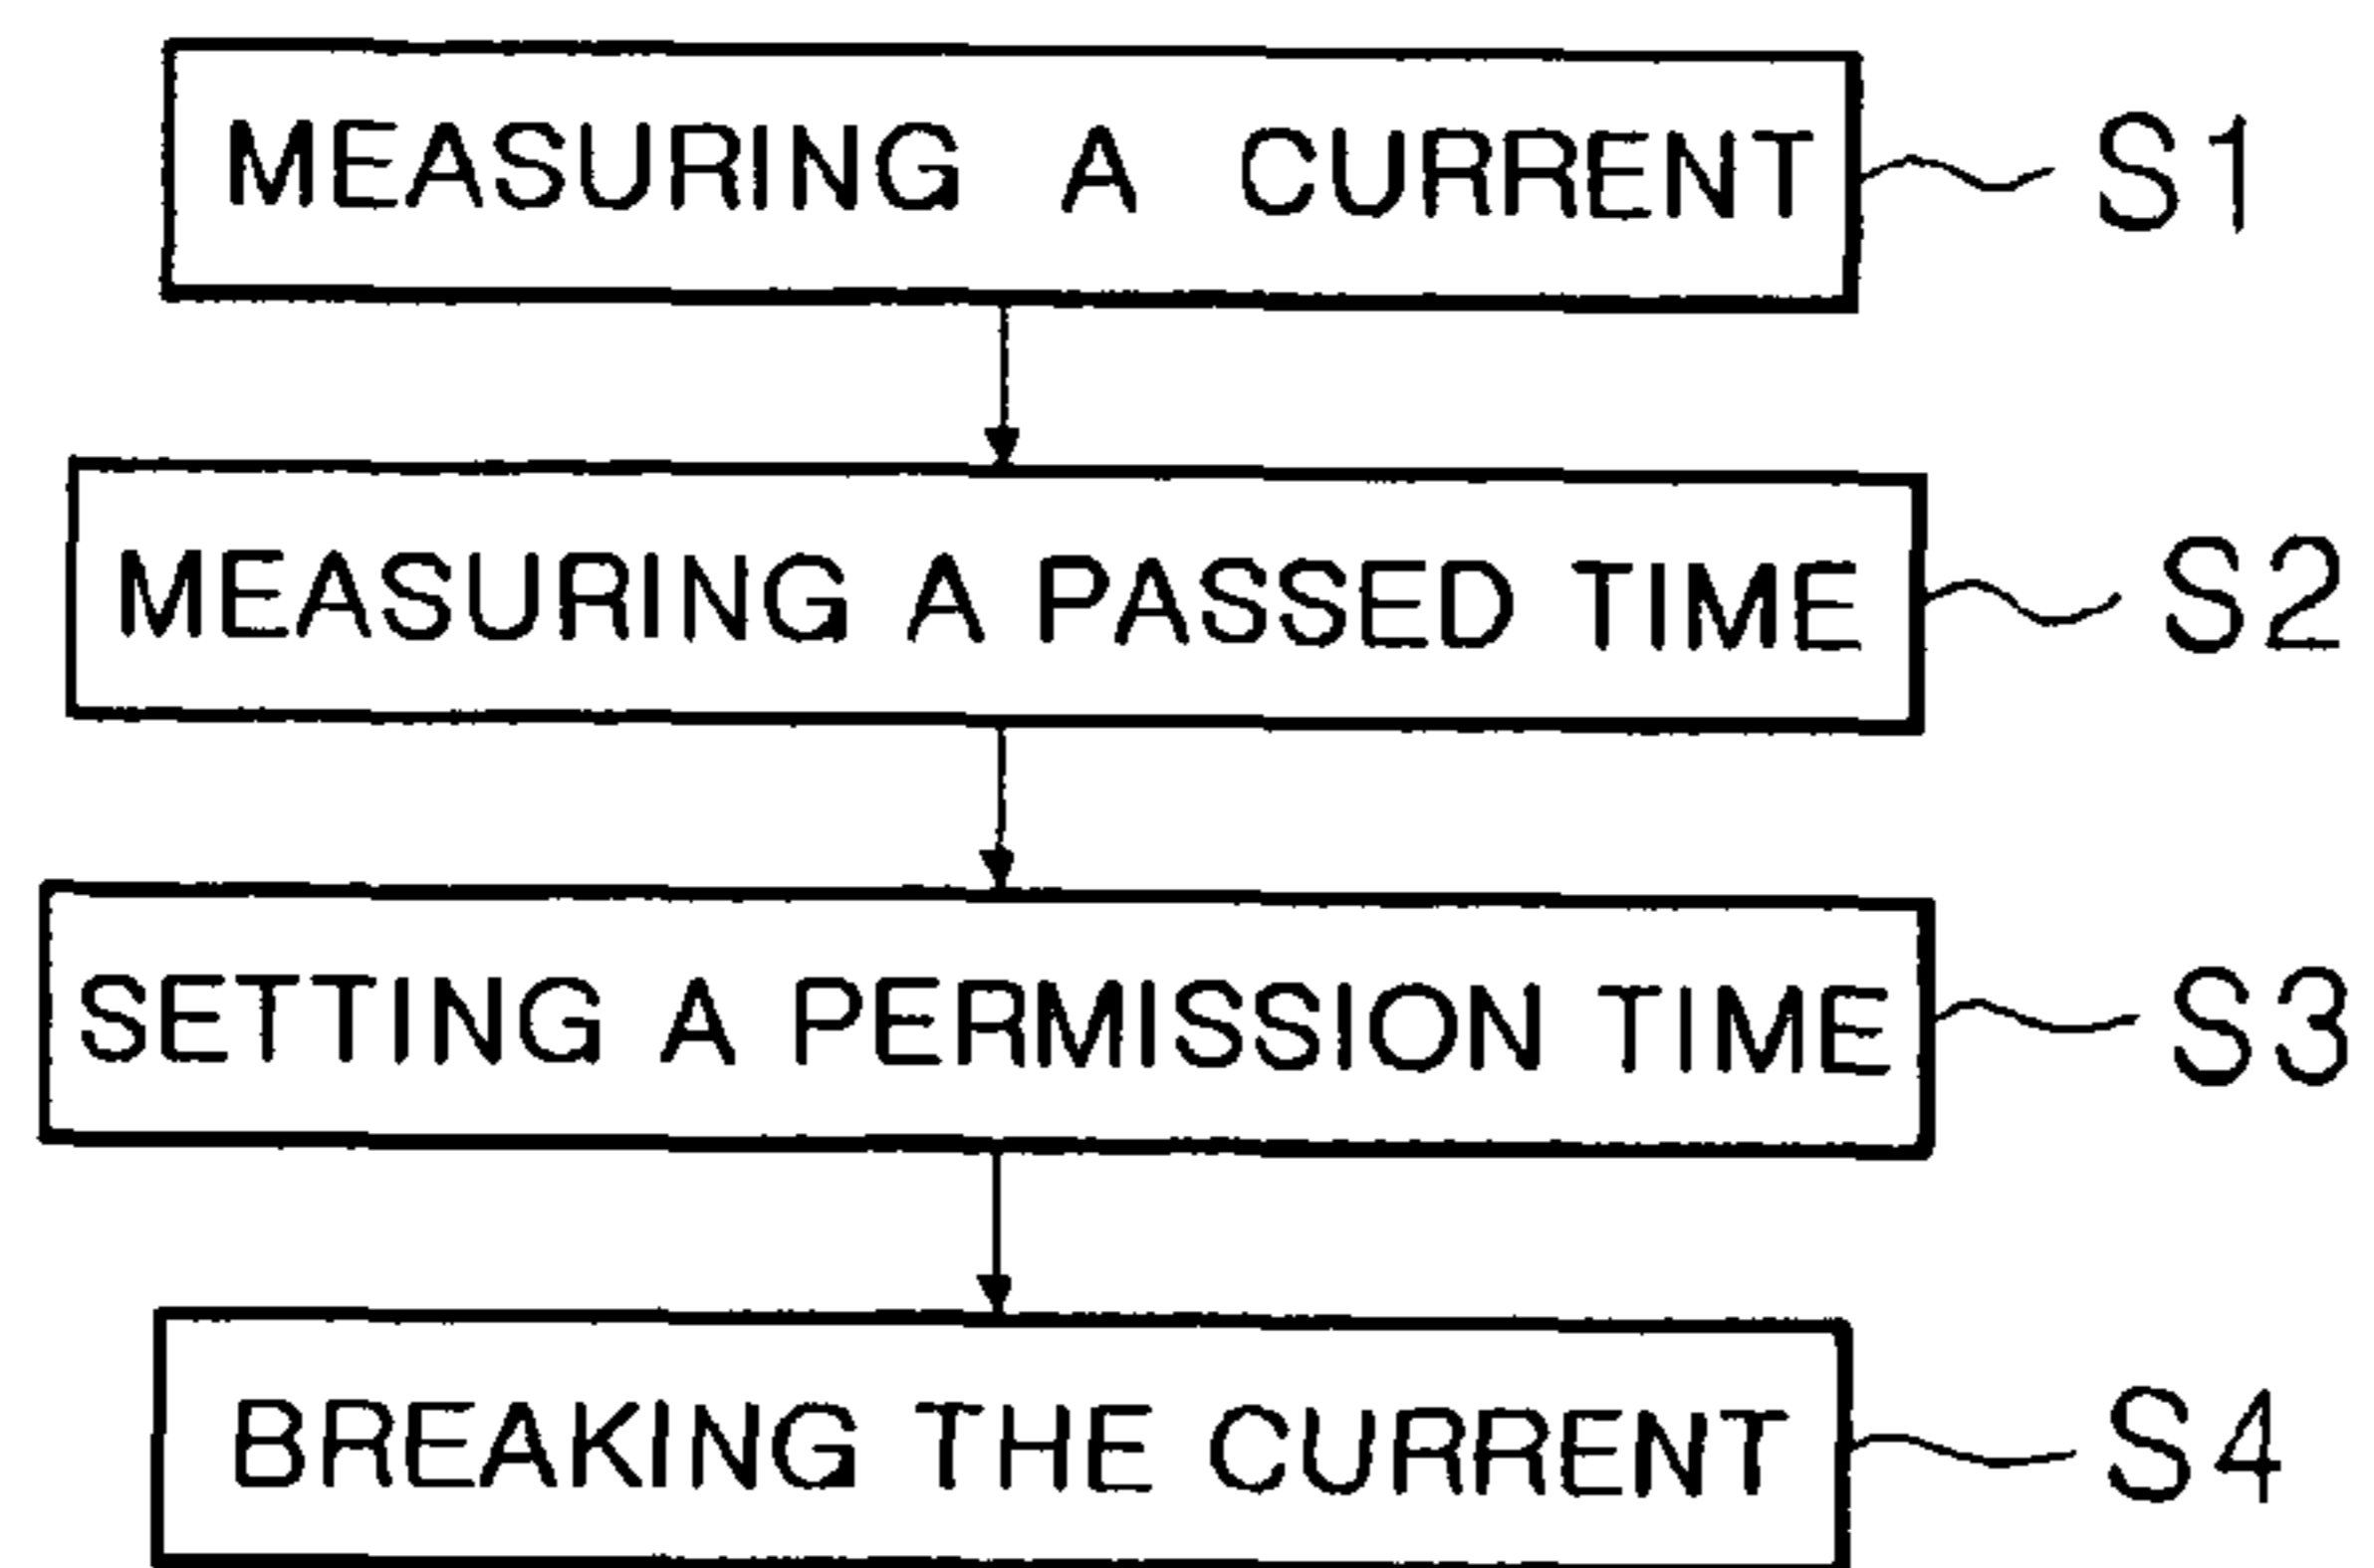 MEASURING A CURRENT S1
MEASURING A PASSED TIME S2
SETTING A PERMISSION TIME S3
BREAKING THE CURRENT S4